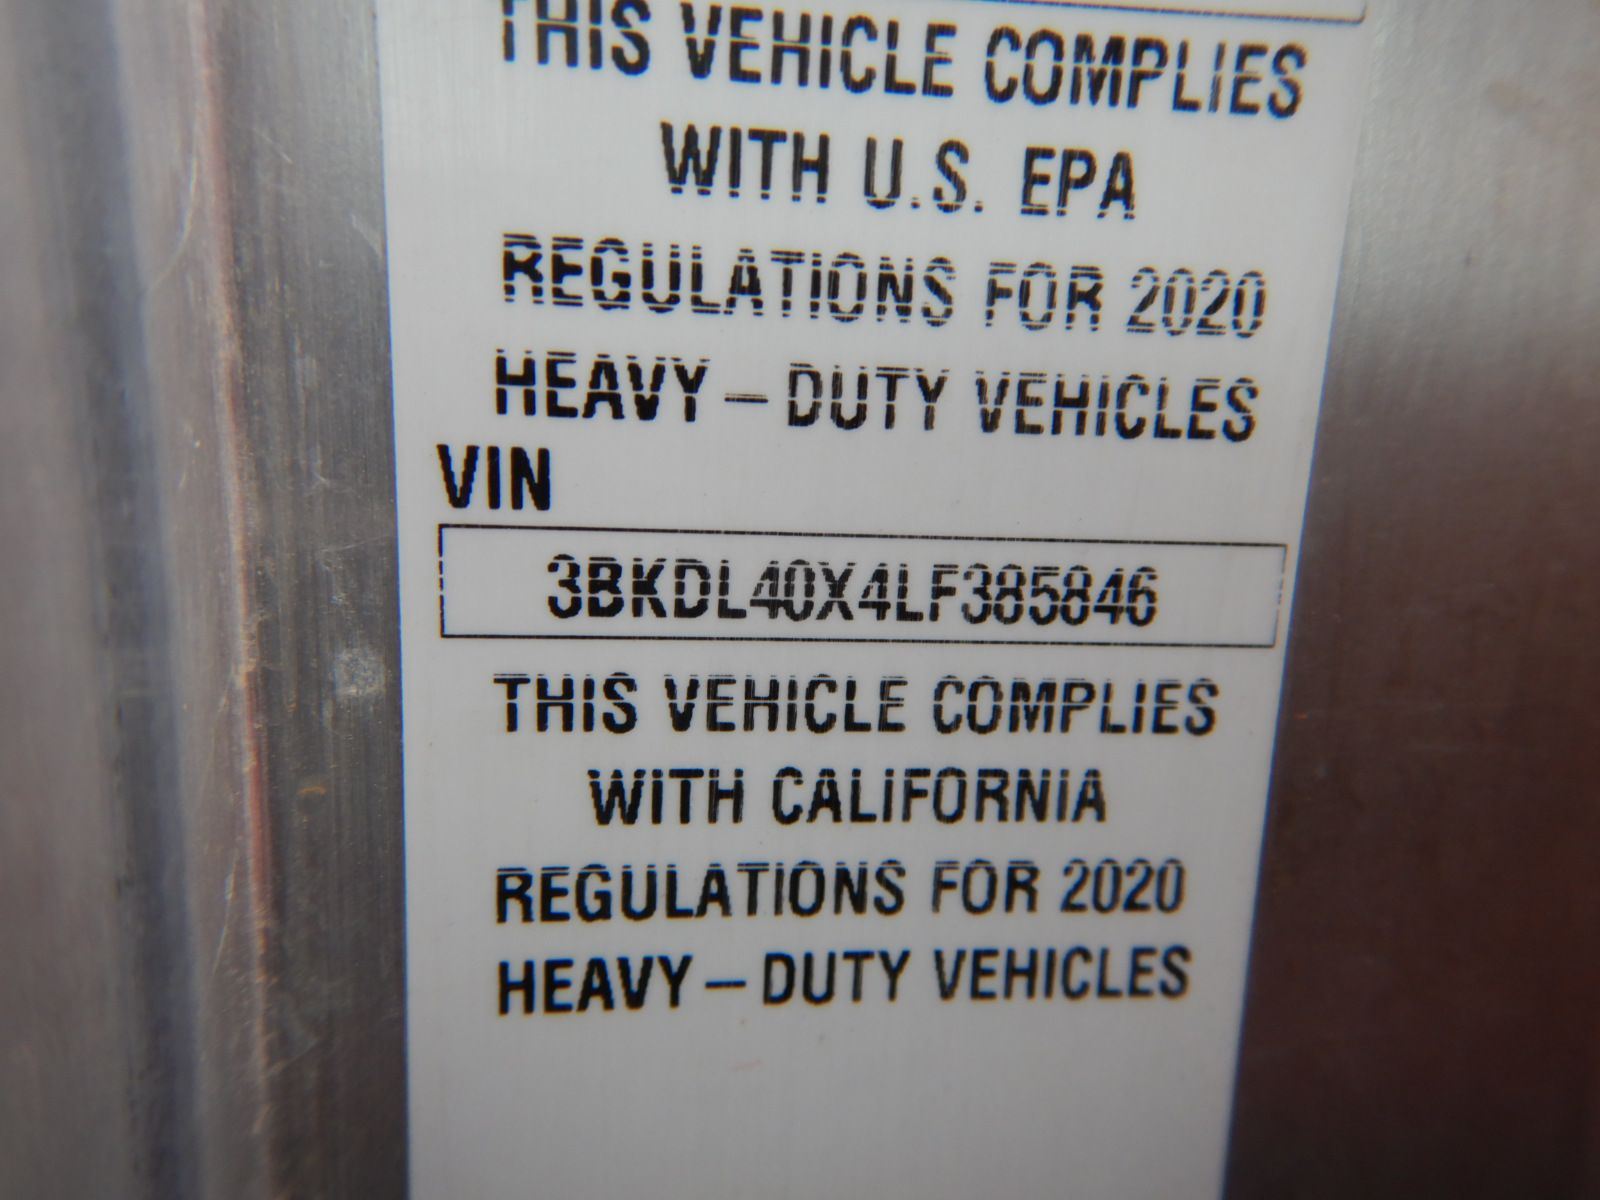 THIS VEHICLE COMPLIES
WITH U.S. EPA
REGULATIONS FOR 2020
HEAVY – DUTY VEHICLES
VIN
3BKDL40X4LF385846
THIS VEHICLE COMPLIES
WITH CALIFORNIA
REGULATIONS FOR 2020
HEAVY – DUTY VEHICLES